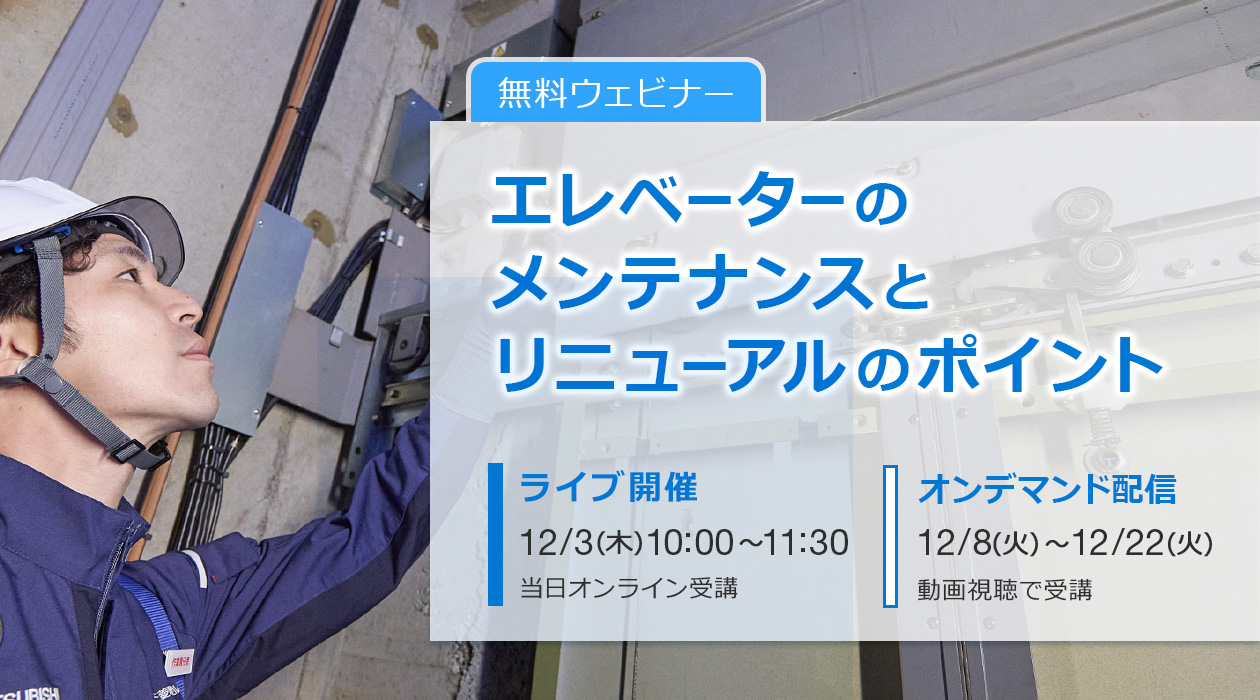 無料ウェビナー
エレベーターの
メンテナンスと
リニューアルのポイント
ライブ開催
12/3(木)10:00～11:30
当日オンライン受講
オンデマンド配信
12/8(火)～12/22(火)
動画視聴で受講